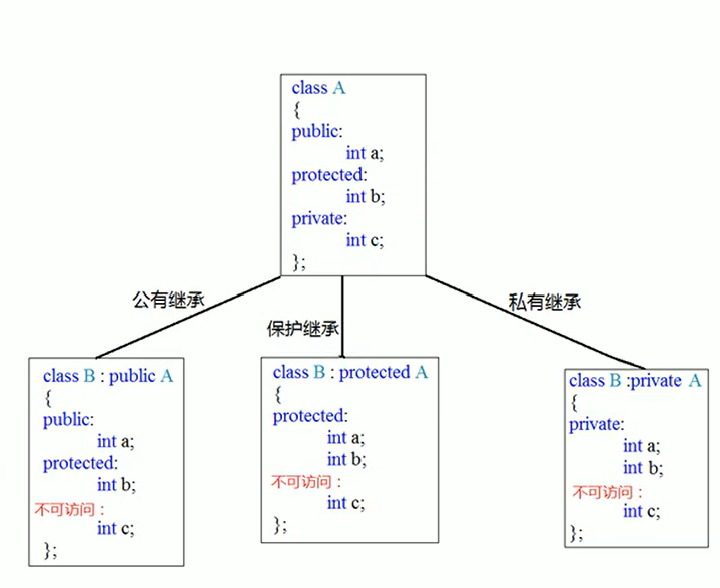 class A
{
public:
int a;
protected:
int b;
private:
int c;
};
公有继承
保护继承
私有继承
class B : public A
{
public:
int a;
protected:
int b;
不可访问：
int c;
};
class B : protected A
{
protected:
int a;
int b;
不可访问：
int c;
};
class B :private A
{
private:
int a;
int b;
不可访问：
int c;
};